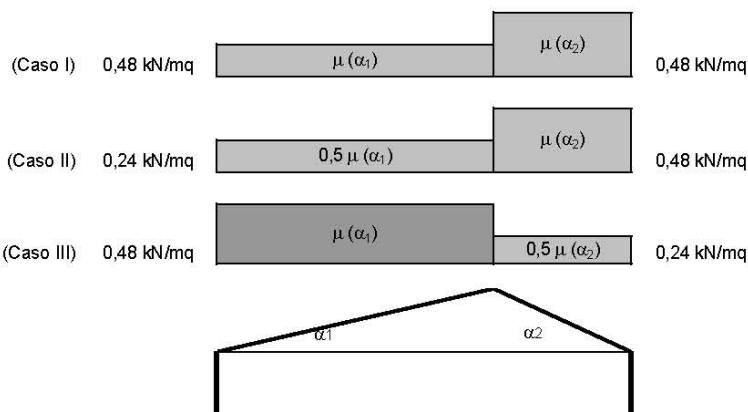 (Caso I) 0,48 kN/mq μ (α₁) μ (α₂) 0,48 kN/mq
(Caso II) 0,24 kN/mq 0,5 μ (α₁) μ (α₂) 0,48 kN/mq
(Caso III) 0,48 kN/mq μ (α₁) 0,5 μ (α₂) 0,24 kN/mq
α1 α2